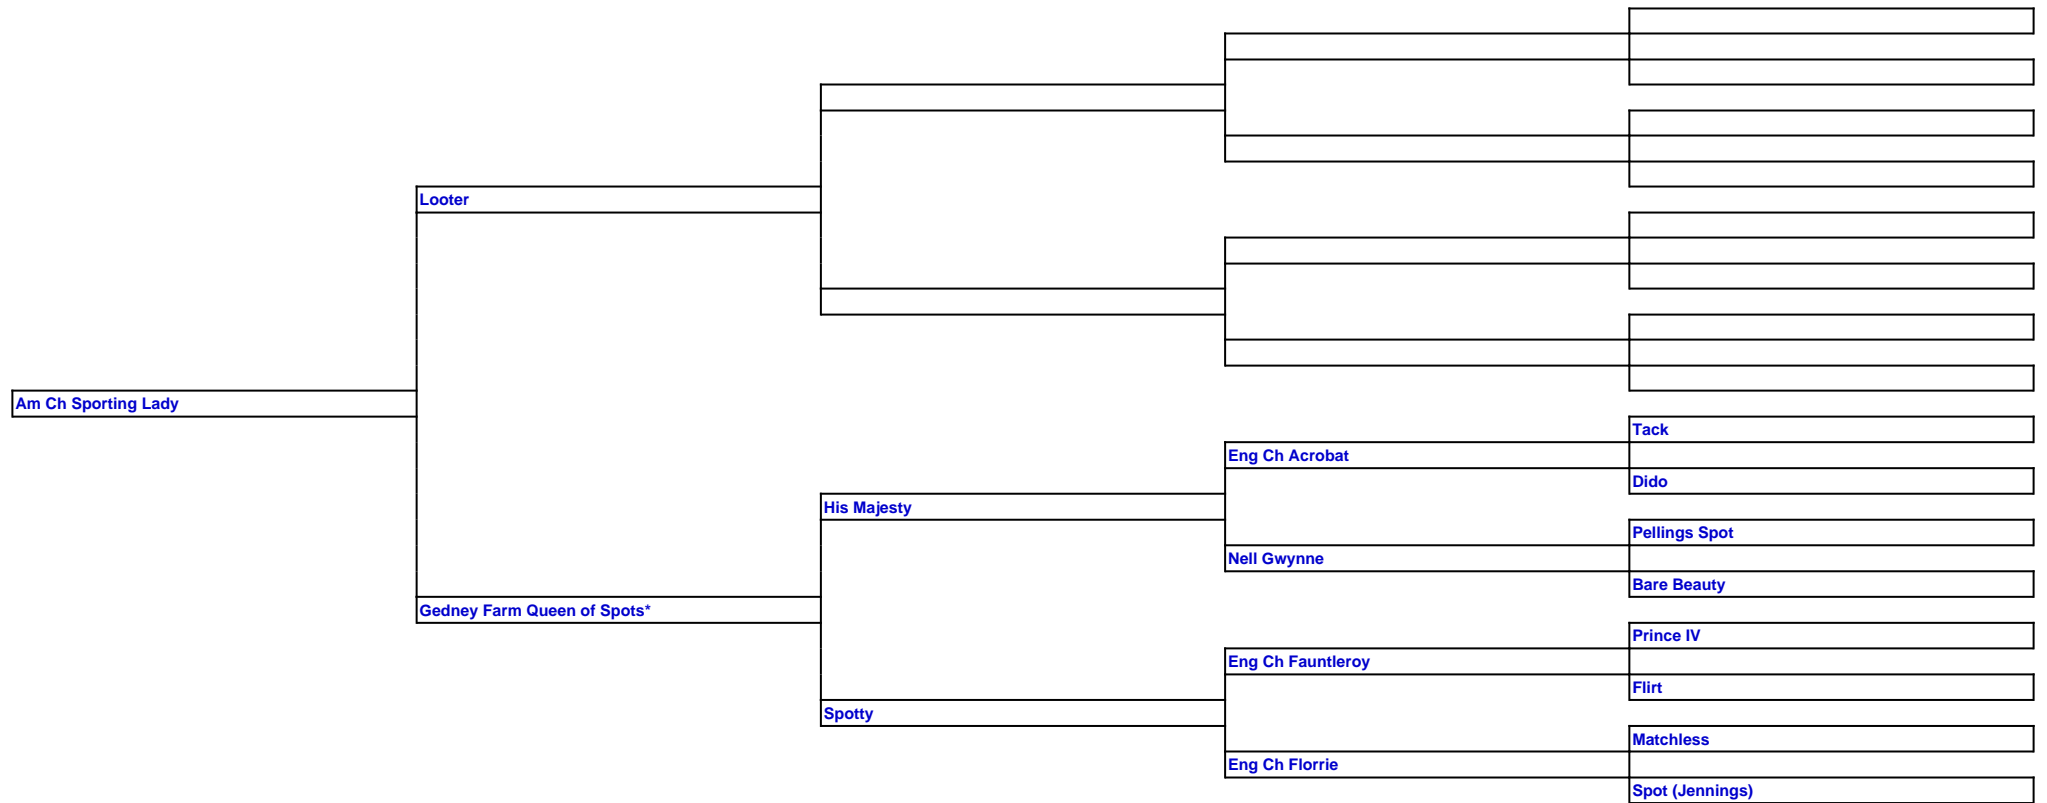 Looter
Am Ch Sporting Lady
Tack
Eng Ch Acrobat
Dido
His Majesty
Pellings Spot
Nell Gwynne
Bare Beauty
Gedney Farm Queen of Spots*
Prince IV
Eng Ch Fauntleroy
Flirt
Spotty
Matchless
Eng Ch Florrie
Spot (Jennings)